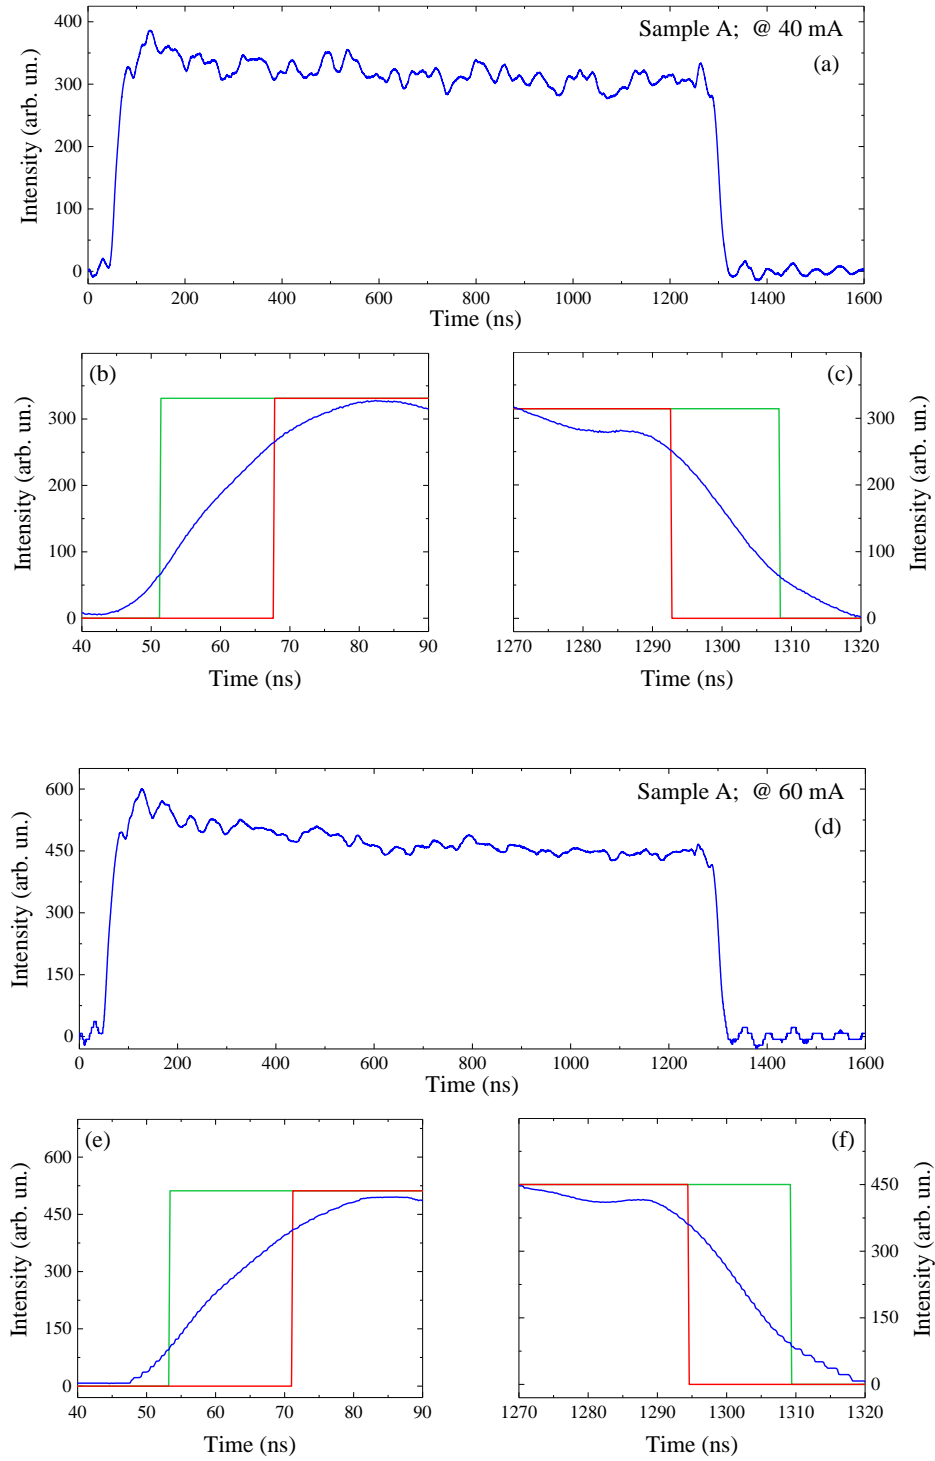 Sample A;  @ 40 mA
(a)
Intensity (arb. un.)
400
300
200
100
0
0 200 400 600 800 1000 1200 1400 1600
Time (ns)
(b)
Intensity (arb. un.)
300
200
100
0
40 50 60 70 80 90
Time (ns)
(c)
300
200
100
0
Intensity (arb. un.)
1270 1280 1290 1300 1310 1320
Time (ns)
Sample A;  @ 60 mA
(d)
Intensity (arb. un.)
600
450
300
150
0
0 200 400 600 800 1000 1200 1400 1600
Time (ns)
(e)
Intensity (arb. un.)
600
450
300
150
0
40 50 60 70 80 90
Time (ns)
(f)
450
300
150
0
Intensity (arb. un.)
1270 1280 1290 1300 1310 1320
Time (ns)